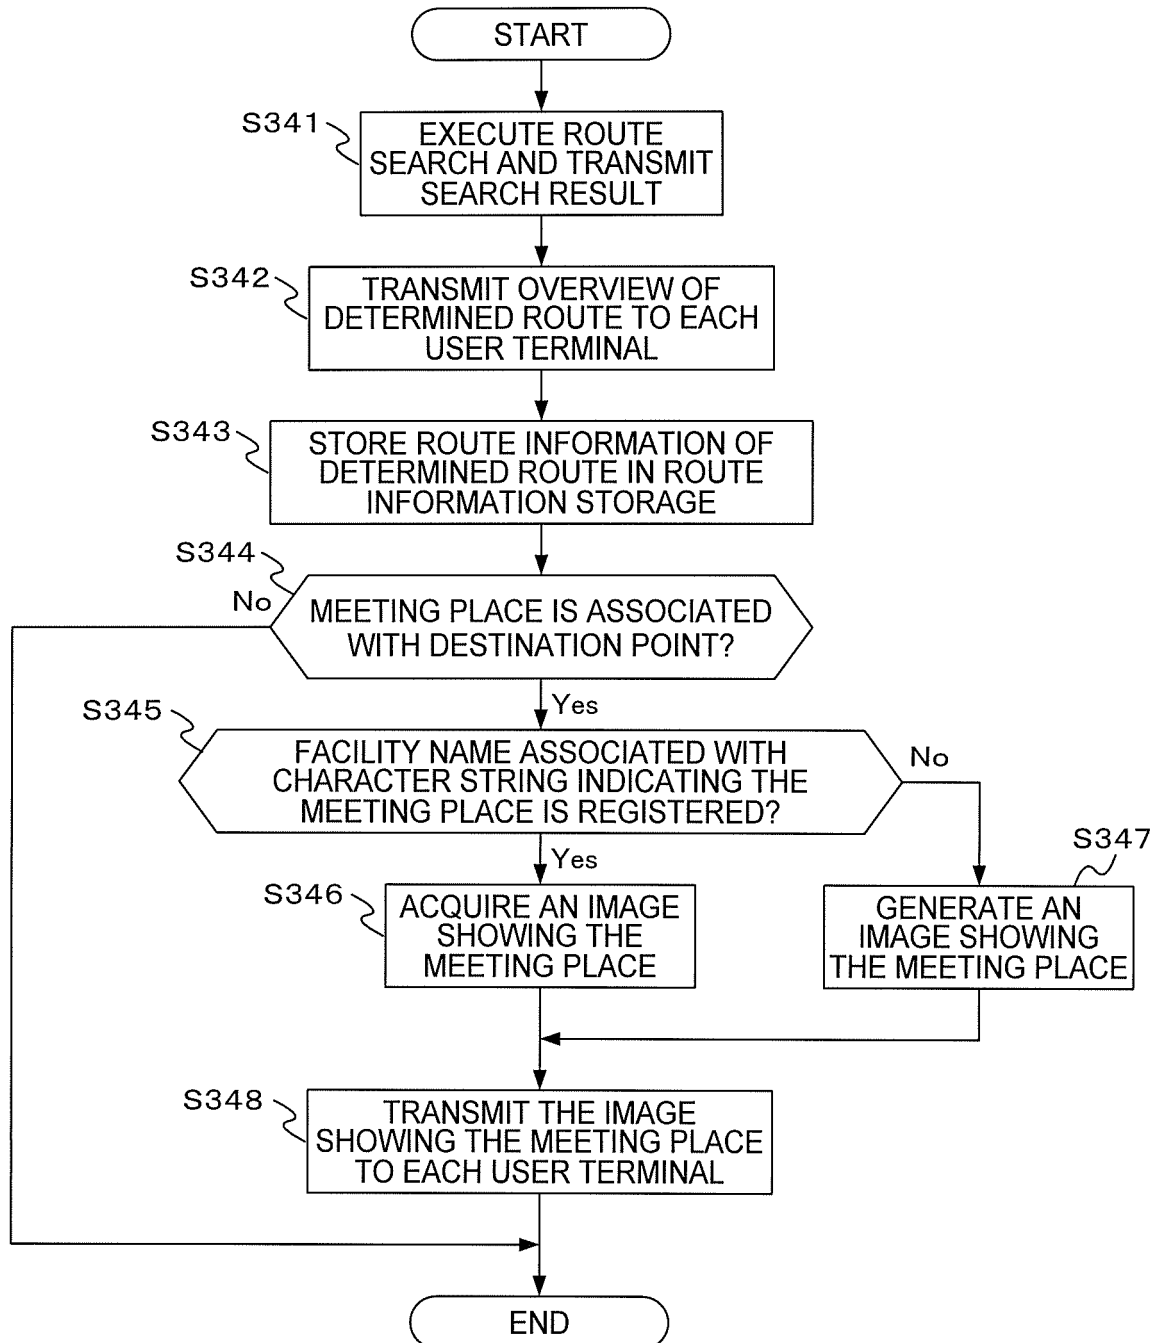 START
S341
EXECUTE ROUTE
SEARCH AND TRANSMIT
SEARCH RESULT
S342
TRANSMIT OVERVIEW OF
DETERMINED ROUTE TO EACH
USER TERMINAL
S343
STORE ROUTE INFORMATION OF
DETERMINED ROUTE IN ROUTE
INFORMATION STORAGE
S344
No
MEETING PLACE IS ASSOCIATED
WITH DESTINATION POINT?
Yes
S345
FACILITY NAME ASSOCIATED WITH
CHARACTER STRING INDICATING THE
MEETING PLACE IS REGISTERED?
No
Yes
S346
ACQUIRE AN IMAGE
SHOWING THE
MEETING PLACE
S347
GENERATE AN
IMAGE SHOWING
THE MEETING PLACE
S348
TRANSMIT THE IMAGE
SHOWING THE MEETING PLACE
TO EACH USER TERMINAL
END